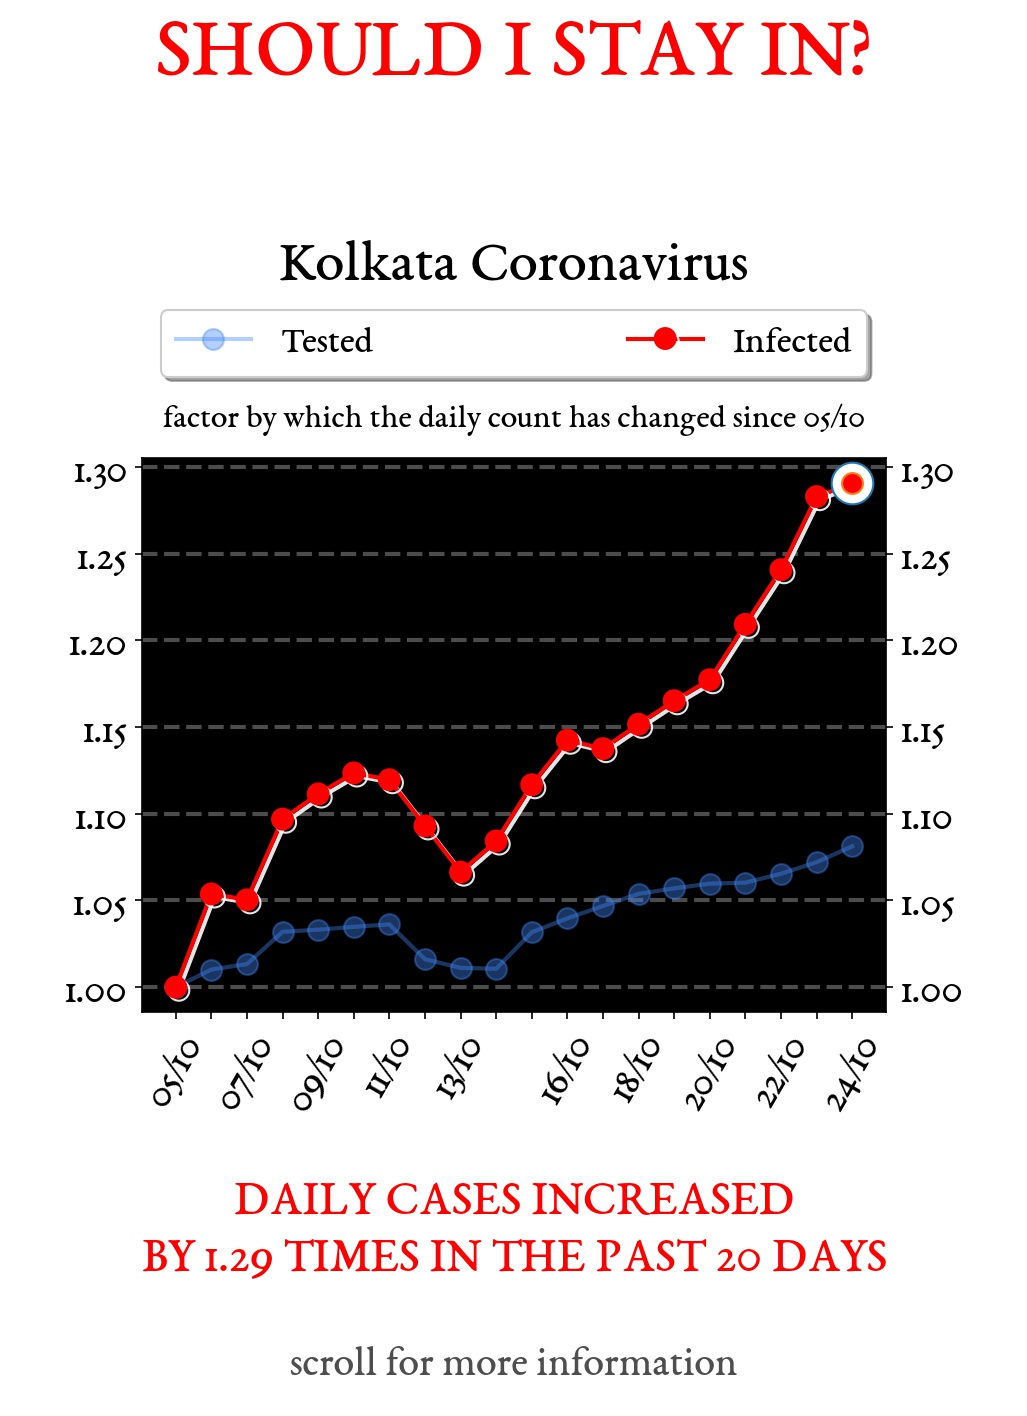 SHOULD I STAY IN?
Kolkata Coronavirus
Tested Infected
factor by which the daily count has changed since 05/10
1.30 1.30
1.25 1.25
1.20 1.20
1.15 1.15
1.10 1.10
1.05 1.05
1.00 1.00
05/10 07/10 09/10 11/10 13/10 16/10 18/10 20/10 22/10 24/10
DAILY CASES INCREASED
BY 1.29 TIMES IN THE PAST 20 DAYS
scroll for more information